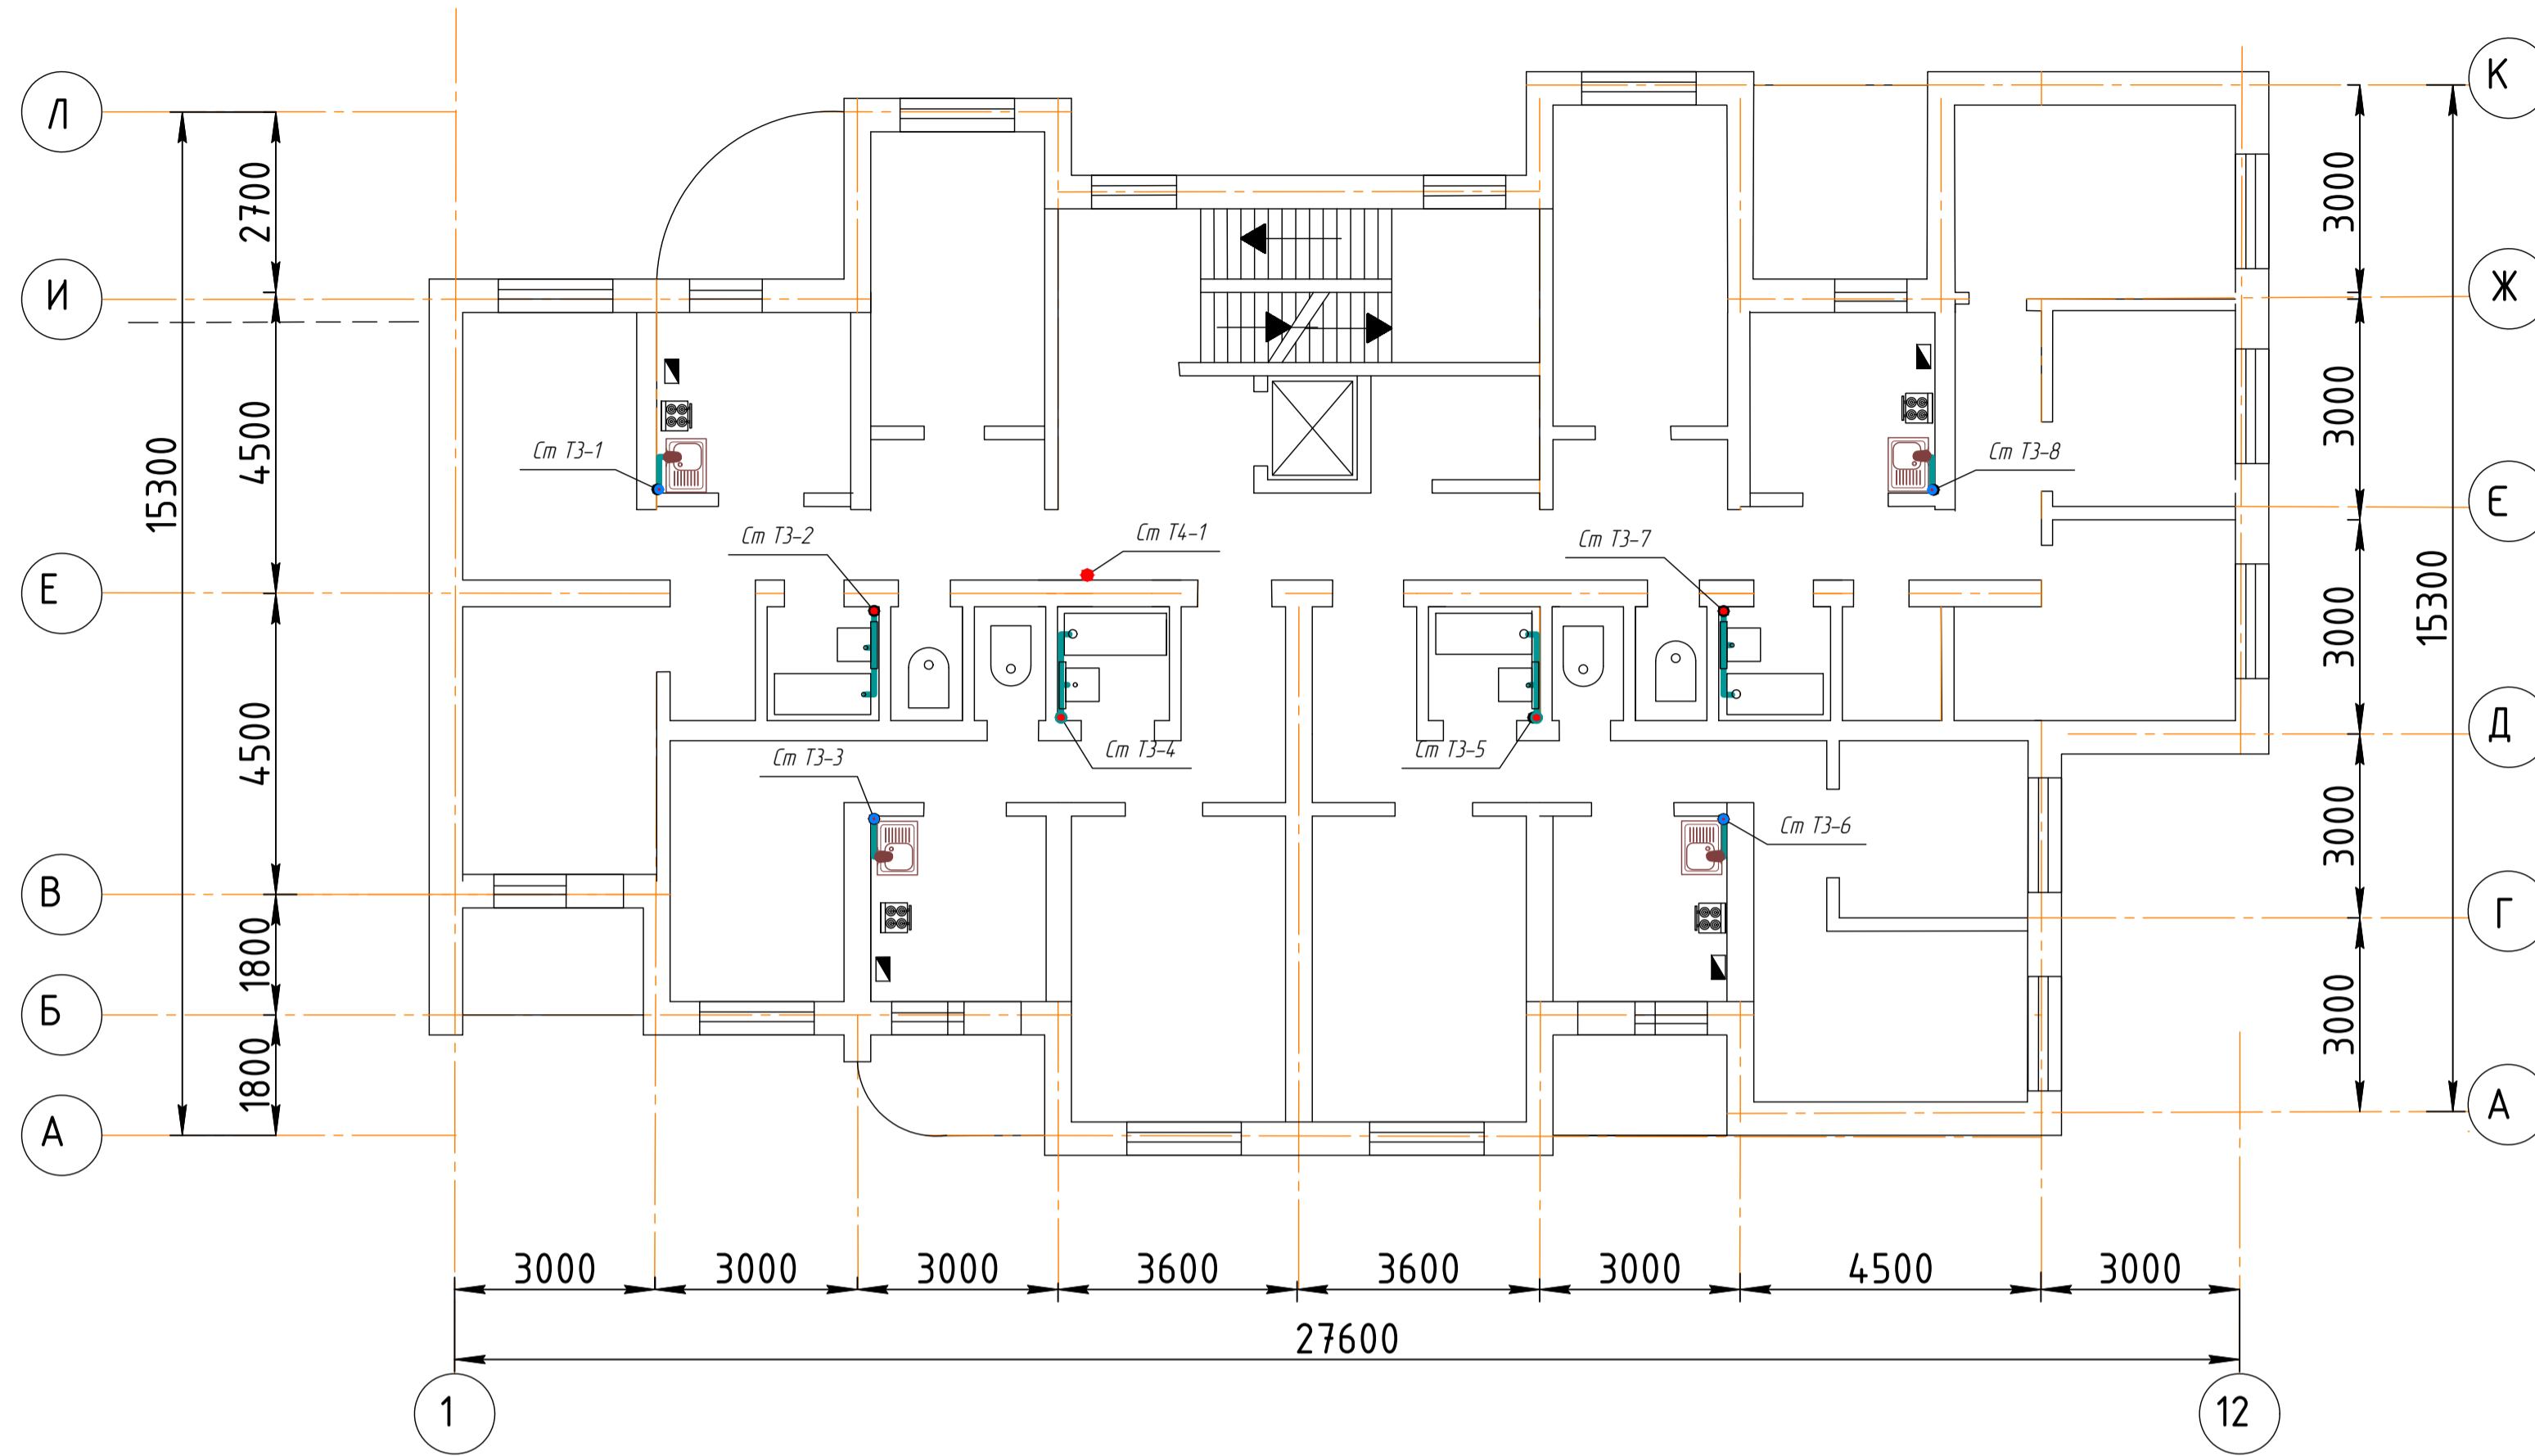 Л
К
2700
3000
И
Ж
4500
3000
15300
Ст Т3-1
Ст Т3-8
Є
Ст Т3-2
Ст Т4-1
Ст Т3-7
Е
3000
15300
4500
Д
Ст Т3-3
Ст Т3-4
Ст Т3-5
3000
Ст Т3-6
В
Г
1800
Б
3000
1800
А
А
3000
3000
3000
3600
3600
3000
4500
3000
27600
1
12